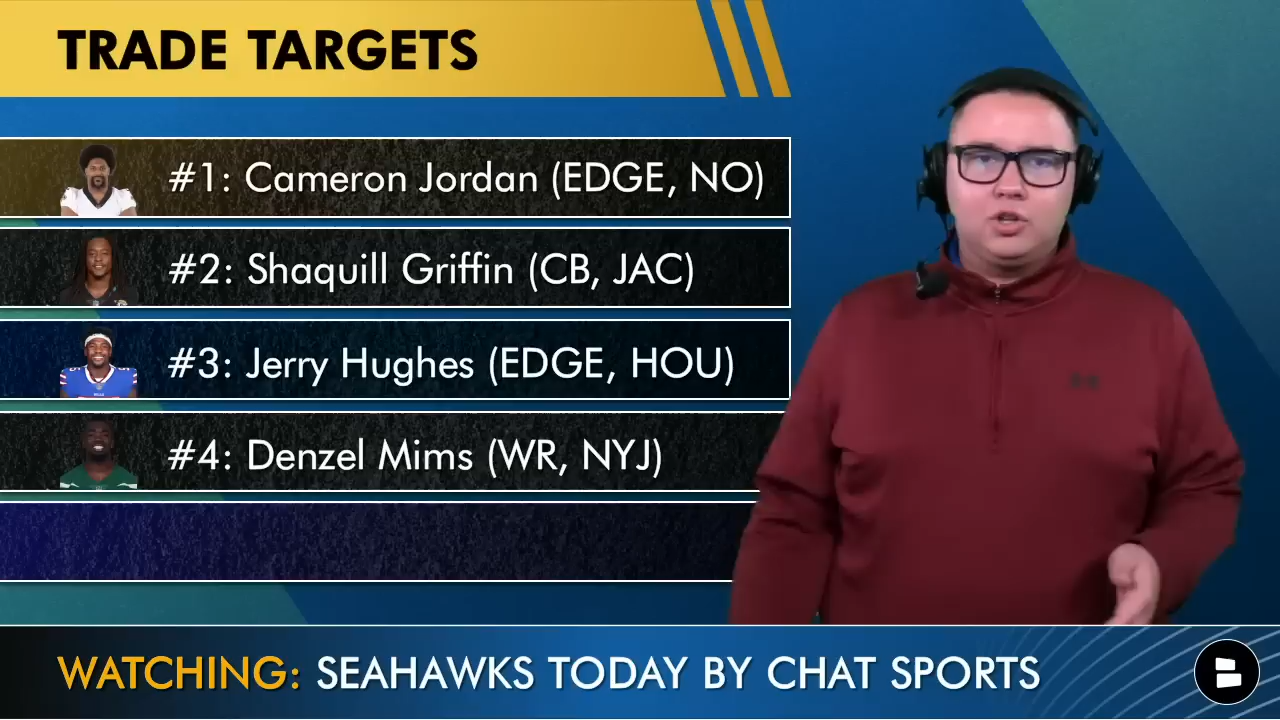 TRADE TARGETS
#1: Cameron Jordan (EDGE, NO)
#2: Shaquill Griffin (CB, JAC)
#3: Jerry Hughes (EDGE, HOU)
#4: Denzel Mims (WR, NYJ)
WATCHING: SEAHAWKS TODAY BY CHAT SPORTS